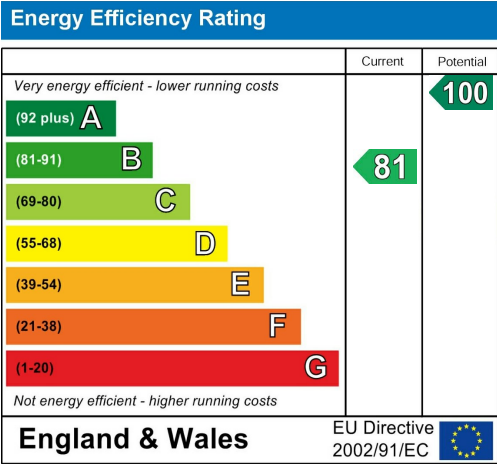 Energy Efficiency Rating
Current
Potential
Very energy efficient - lower running costs
100
(92 plus) A
(81-91) B
81
(69-80) C
(55-68) D
(39-54) E
(21-38) F
(1-20) G
Not energy efficient - higher running costs
England & Wales
EU Directive
2002/91/EC